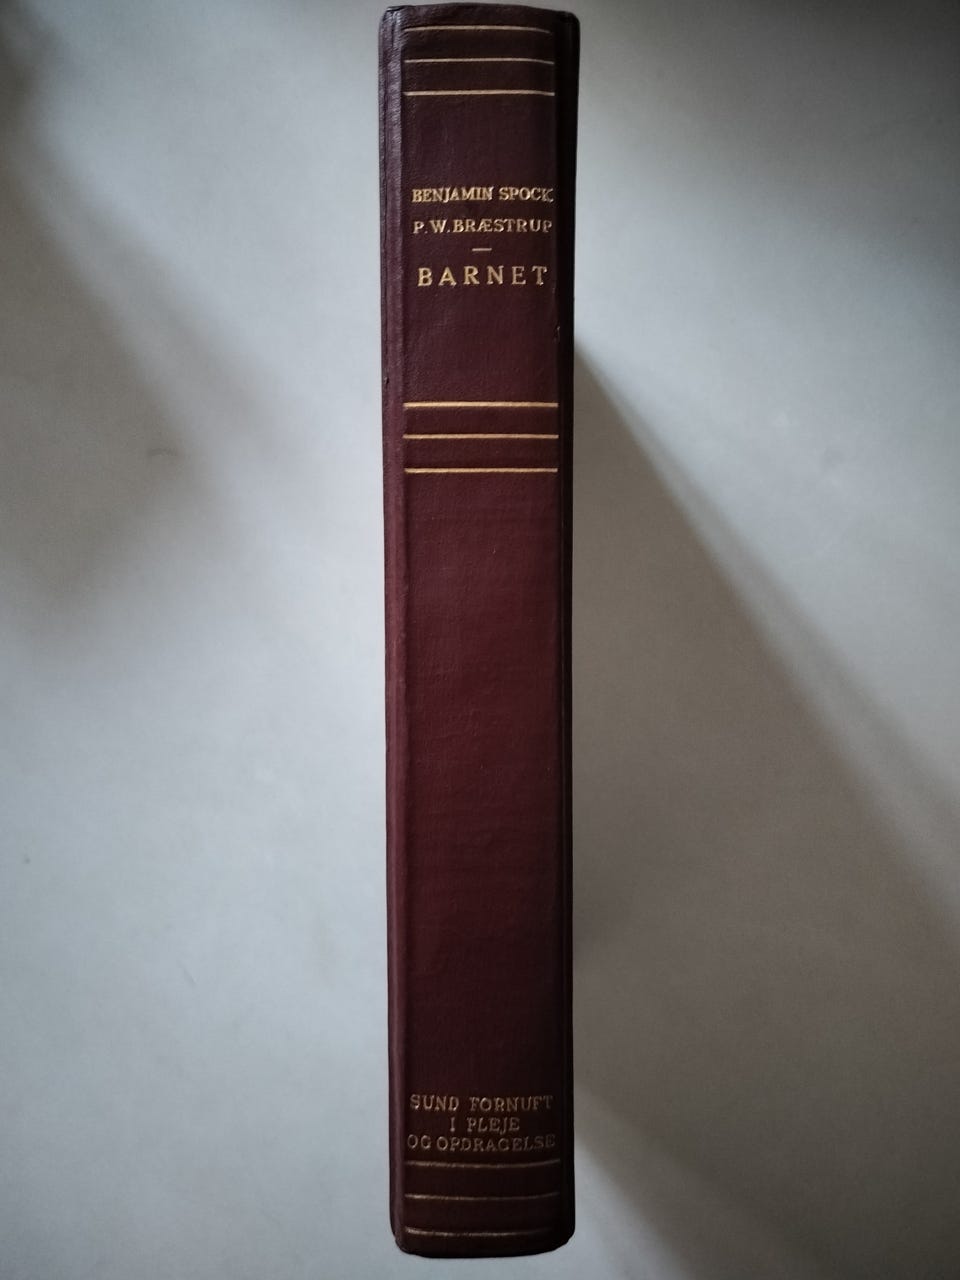 BENJAMIN SPOCK
P.W.BRÆSTRUP
—
BARNET
SUND FORNUFT
I PLEJE
OG OPDRAGELSE